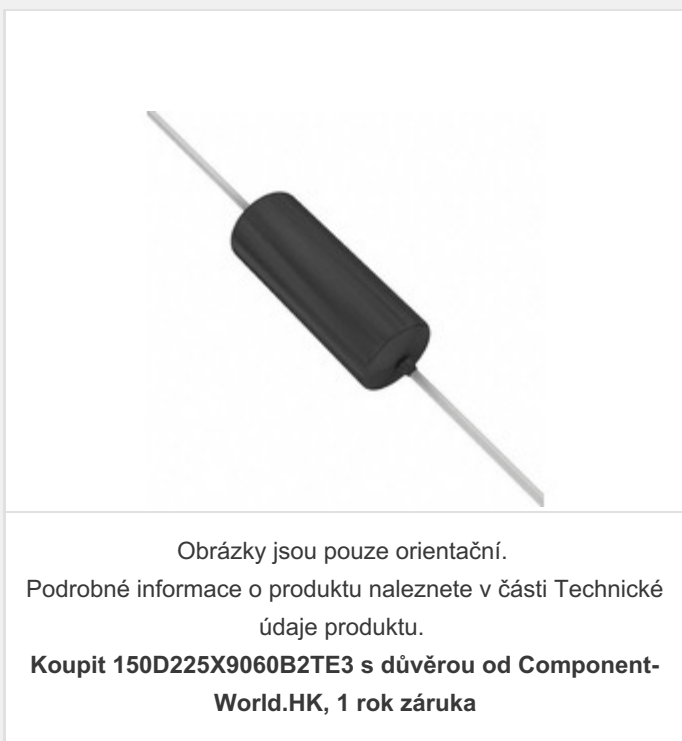 Obrázky jsou pouze orientační.
Podrobné informace o produktu naleznete v části Technické
údaje produktu.
Koupit 150D225X9060B2TE3 s důvěrou od Component-
World.HK, 1 rok záruka